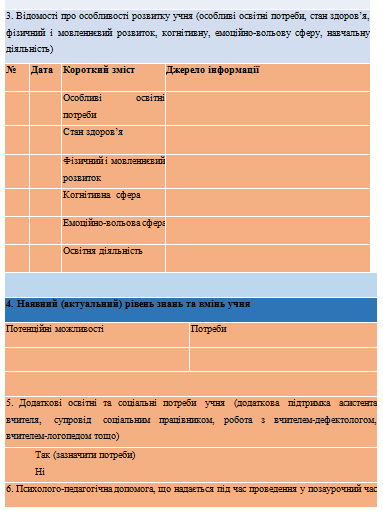 3. Відомості про особливості розвитку учня (особливі освітні потреби, стан здоров’я,
фізичний і мовленнєвий розвиток, когнітивну, емоційно-вольову сферу, навчальну
діяльність)
№ Дата Короткий зміст Джерело інформації
Особливі освітні
потреби
Стан здоров’я
Фізичний і мовленнєвий
розвиток
Когнітивна сфера
Емоційно-вольова сфера
Освітня діяльність
4. Наявний (актуальний) рівень знань та вмінь учня
Потенційні можливості Потреби
5. Додаткові освітні та соціальні потреби учня (додаткова підтримка асистента
вчителя, супровід соціальним працівником, робота з вчителем-дефектологом,
вчителем-логопедом тощо)
Так (зазначити потреби)
Ні
6. Психолого-педагогічна допомога, що надається під час проведення у позаурочний час